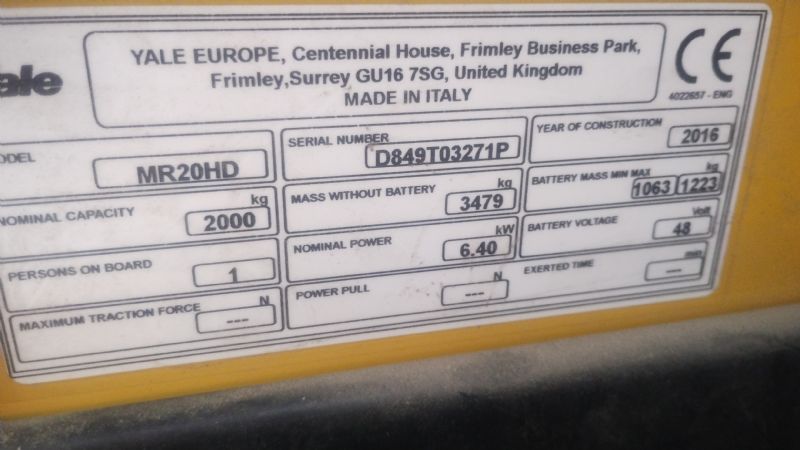 ale
YALE EUROPE, Centennial House, Frimley Business Park,
Frimley,Surrey GU16 7SG, United Kingdom
MADE IN ITALY
CE
4022657 - ENG
ODEL MR20HD
SERIAL NUMBER D849T03271P
YEAR OF CONSTRUCTION 2016
NOMINAL CAPACITY 2000 kg
MASS WITHOUT BATTERY 3479 kg
BATTERY MASS MIN MAX 1063 1223 kg
PERSONS ON BOARD 1
NOMINAL POWER 6.40 kW
BATTERY VOLTAGE 48 Volt
MAXIMUM TRACTION FORCE --- N
POWER PULL --- N
EXERTED TIME --- min